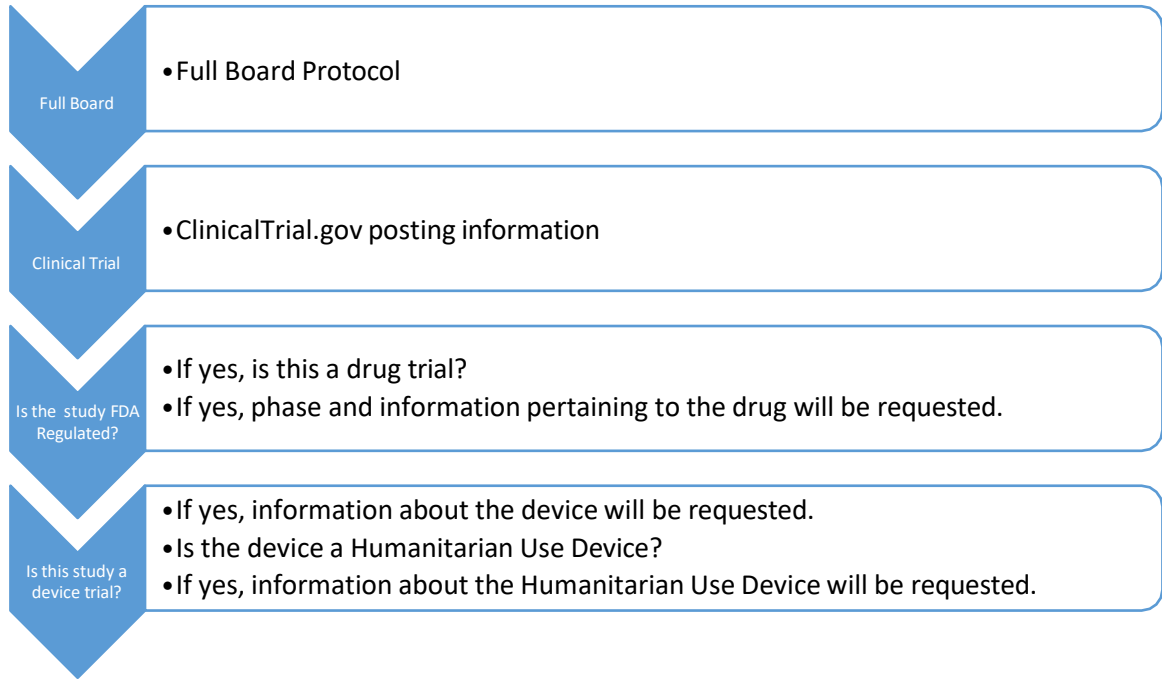 Full Board
•Full Board Protocol
Clinical Trial
•ClinicalTrial.gov posting information
Is the study FDA
Regulated?
•If yes, is this a drug trial?
•If yes, phase and information pertaining to the drug will be requested.
Is this study a
device trial?
•If yes, information about the device will be requested.
•Is the device a Humanitarian Use Device?
•If yes, information about the Humanitarian Use Device will be requested.